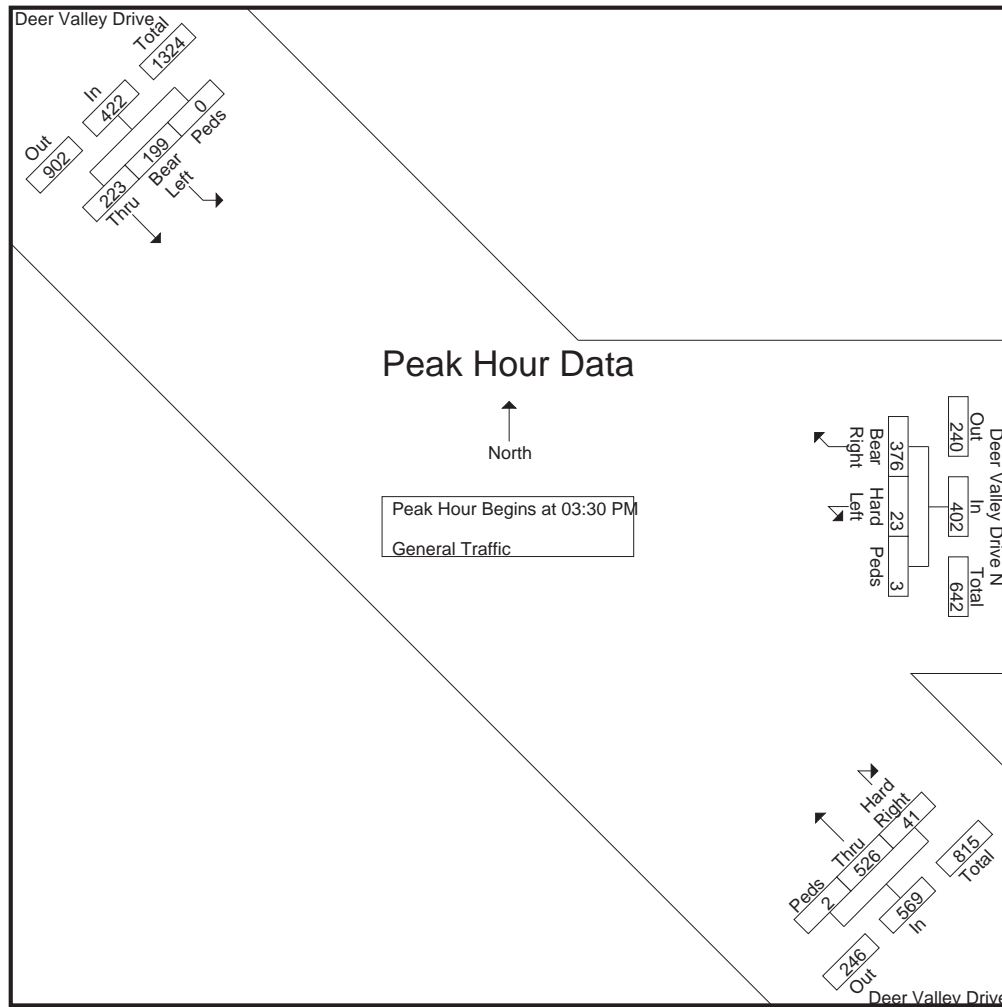 Deer Valley Drive
Out
In
Total
902
422
1324
223
199
0
Thru
Bear
Left
Peds
Peak Hour Data
North
Peak Hour Begins at 03:30 PM
General Traffic
Deer Valley Drive N
Out
In
Total
240
402
642
376
23
3
Bear
Right
Hard
Left
Peds
Peds
Thru
Hard
Right
2
526
41
246
569
815
Out
In
Total
Deer Valley Drive